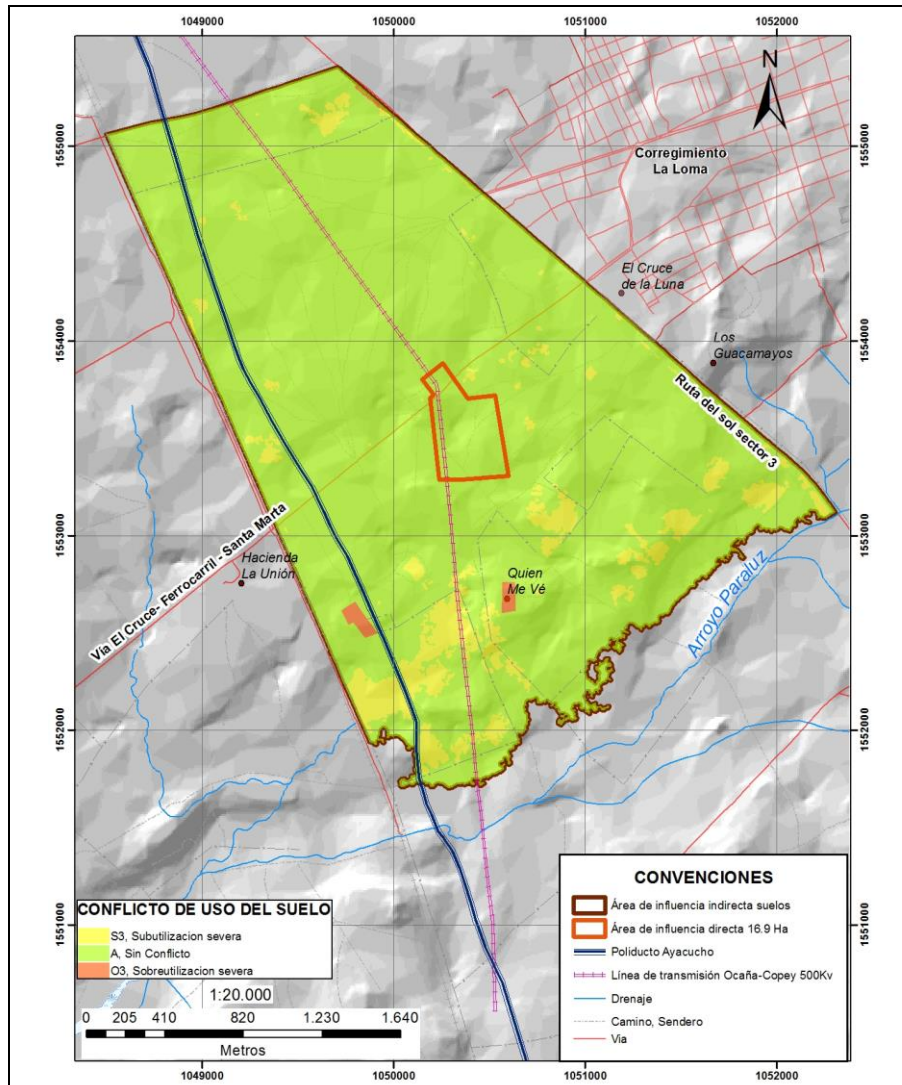 1049000 1050000 1051000 1052000
N
1555000 1555000
Corregimiento
La Loma
El Cruce
de la Luna
1554000 1554000
Los
Guacamayos
Ruta del sol sector 3
1553000 1553000
Hacienda
La Unión
Quien
Me Vé
Via El Cruce- Ferrocarril - Santa Marta
Arroyo Paraluz
1552000 1552000
1551000 1551000
CONFLICTO DE USO DEL SUELO
S3, Subutilizacion severa
A, Sin Conflicto
O3, Sobreutilizacion severa
1:20.000
0 205 410 820 1.230 1.640
Metros
CONVENCIONES
Área de influencia indirecta suelos
Área de influencia directa 16.9 Ha
Poliducto Ayacucho
Línea de transmisión Ocaña-Copey 500Kv
Drenaje
Camino, Sendero
Via
1049000 1050000 1051000 1052000